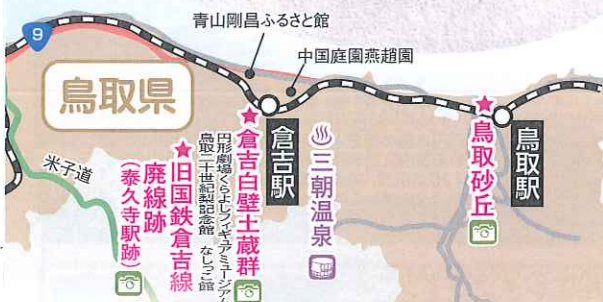 9
青山剛昌ふるさと館
中国庭園燕趙園
鳥取県
米子道
★旧国鉄倉吉線
廃線跡
(泰久寺駅跡)
鳥取二十世紀梨記念館 なしっこ館
円形劇場くらよしフィギュアミュージアム
★倉吉白壁土蔵群
倉吉駅
三朝温泉
★鳥取砂丘
鳥取駅